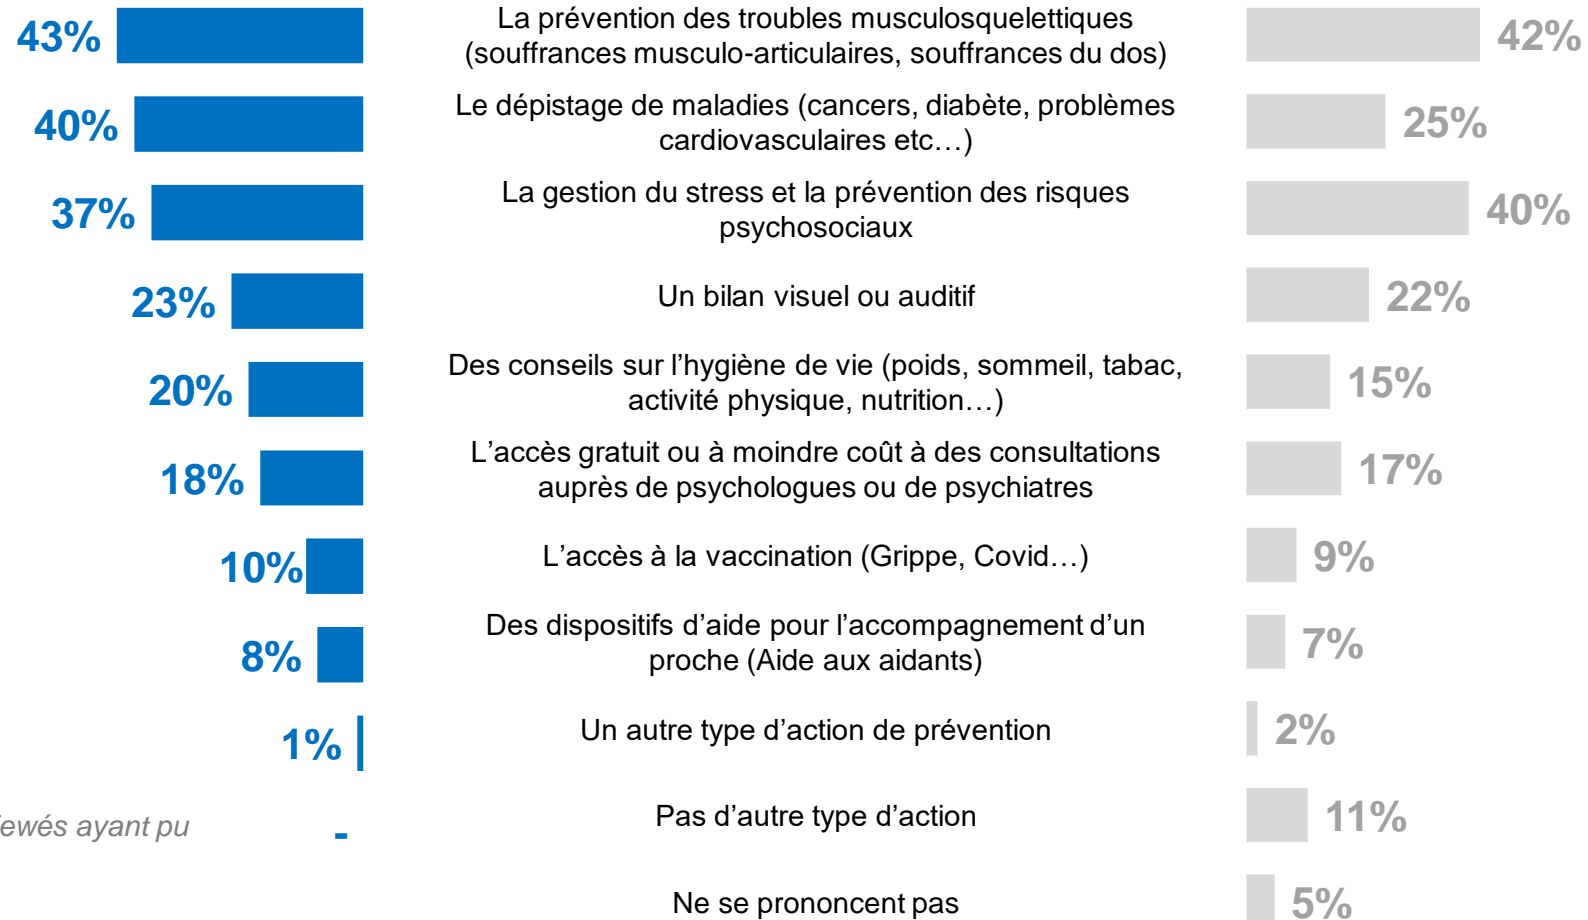 43%
La prévention des troubles musculosquelettiques
(souffrances musculo-articulaires, souffrances du dos)
42%
40%
Le dépistage de maladies (cancers, diabète, problèmes
cardiovasculaires etc…)
25%
37%
La gestion du stress et la prévention des risques
psychosociaux
40%
23%
Un bilan visuel ou auditif
22%
20%
Des conseils sur l’hygiène de vie (poids, sommeil, tabac,
activité physique, nutrition…)
15%
18%
L’accès gratuit ou à moindre coût à des consultations
auprès de psychologues ou de psychiatres
17%
10%
L’accès à la vaccination (Grippe, Covid…)
9%
8%
Des dispositifs d’aide pour l’accompagnement d’un
proche (Aide aux aidants)
7%
1%
Un autre type d’action de prévention
2%
ewés ayant pu
-
Pas d’autre type d’action
11%
Ne se prononcent pas
5%